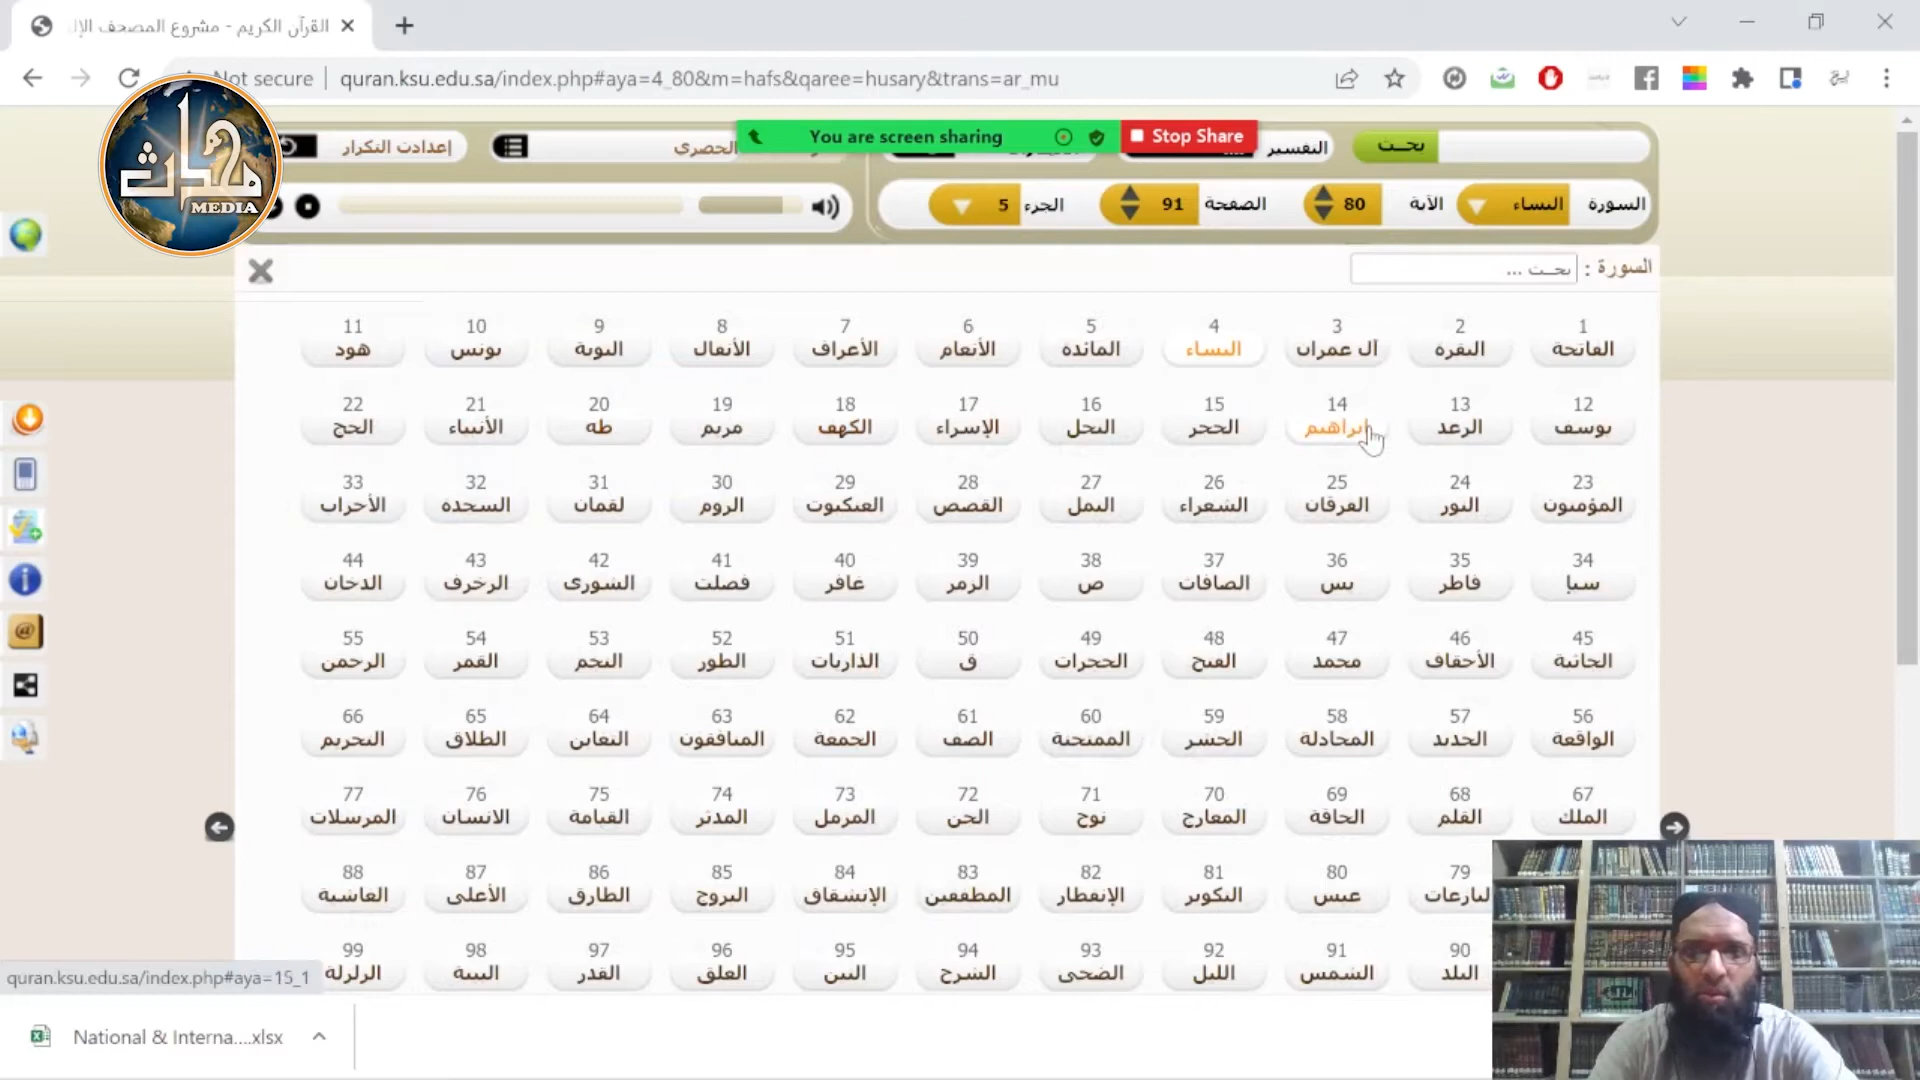 القرآن الكريم - مشروع المصحف الإل
Not secure
quran.ksu.edu.sa/index.php#aya=4_80&m=hafs&qaree=husary&trans=ar_mu
You are screen sharing
Stop Share
بحث
التفسير
الحصري
إعدادت التكرار
السورة النساء الآية 80 الصفحة 91 الجزء 5
MEDIA
السورة :
بحث ...
1 2 3 4 5 6 7 8 9 10 11
الفاتحة البقرة آل عمران النساء المائدة الأنعام الأعراف الأنفال التوبة يونس هود
12 13 14 15 16 17 18 19 20 21 22
يوسف الرعد ابراهيم الحجر النحل الإسراء الكهف مريم طه الأنبياء الحج
23 24 25 26 27 28 29 30 31 32 33
المؤمنون النور الفرقان الشعراء النمل القصص العنكبوت الروم لقمان السجدة الأحزاب
34 35 36 37 38 39 40 41 42 43 44
سبإ فاطر يس الصافات ص الزمر غافر فصلت الشورى الزخرف الدخان
45 46 47 48 49 50 51 52 53 54 55
الجاثية الأحقاف محمد الفتح الحجرات ق الذاريات الطور النجم القمر الرحمن
56 57 58 59 60 61 62 63 64 65 66
الواقعة الحديد المجادلة الحشر الممتحنة الصف الجمعة المنافقون التغابن الطلاق التحريم
67 68 69 70 71 72 73 74 75 76 77
الملك القلم الحاقة المعارج نوح الجن المزمل المدثر القيامة الانسان المرسلات
79 80 81 82 83 84 85 86 87 88
النازعات عبس التكوير الإنفطار المطففين الإنشقاق البروج الطارق الأعلى الغاشية
90 91 92 93 94 95 96 97 98 99
البلد الشمس الليل الضحى الشرح التين العلق القدر البينة الزلزلة
quran.ksu.edu.sa/index.php#aya=15_1
National & Interna....xlsx